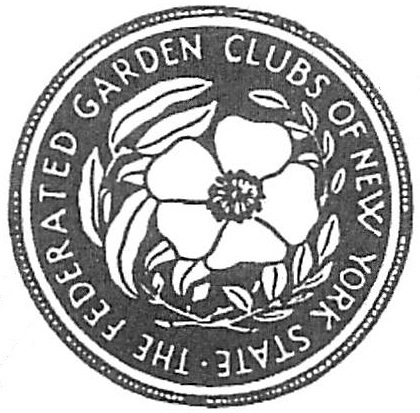 THE FEDERATED GARDEN CLUBS OF NEW YORK STATE ·